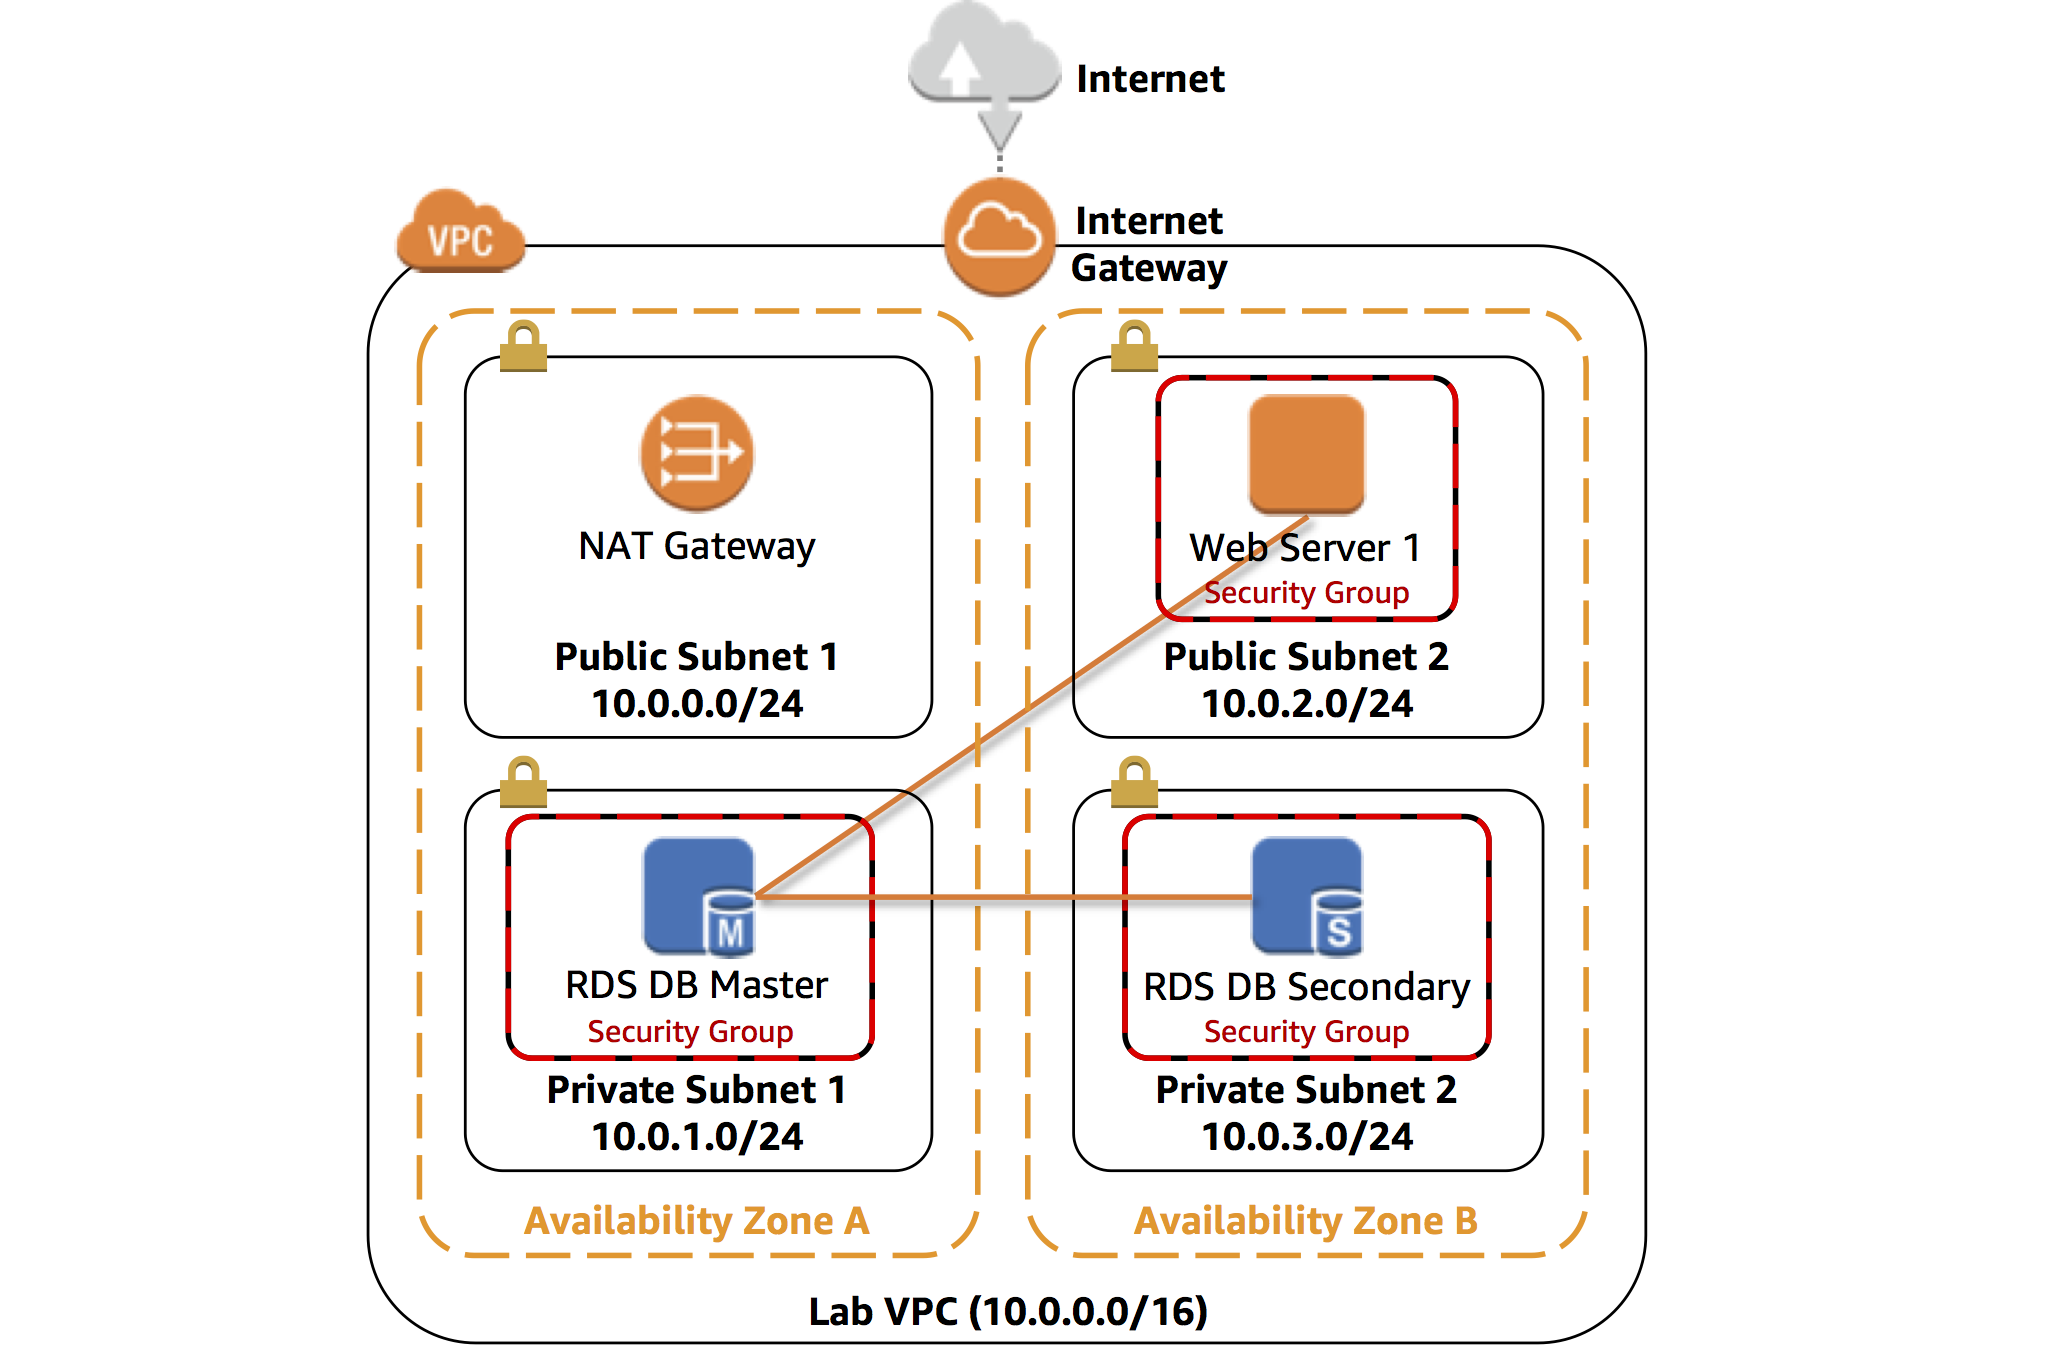 Internet
VPC
Internet
Gateway
NAT Gateway
Public Subnet 1
10.0.0.0/24
Web Server 1
Security Group
Public Subnet 2
10.0.2.0/24
M
RDS DB Master
Security Group
Private Subnet 1
10.0.1.0/24
S
RDS DB Secondary
Security Group
Private Subnet 2
10.0.3.0/24
Availability Zone A
Availability Zone B
Lab VPC (10.0.0.0/16)